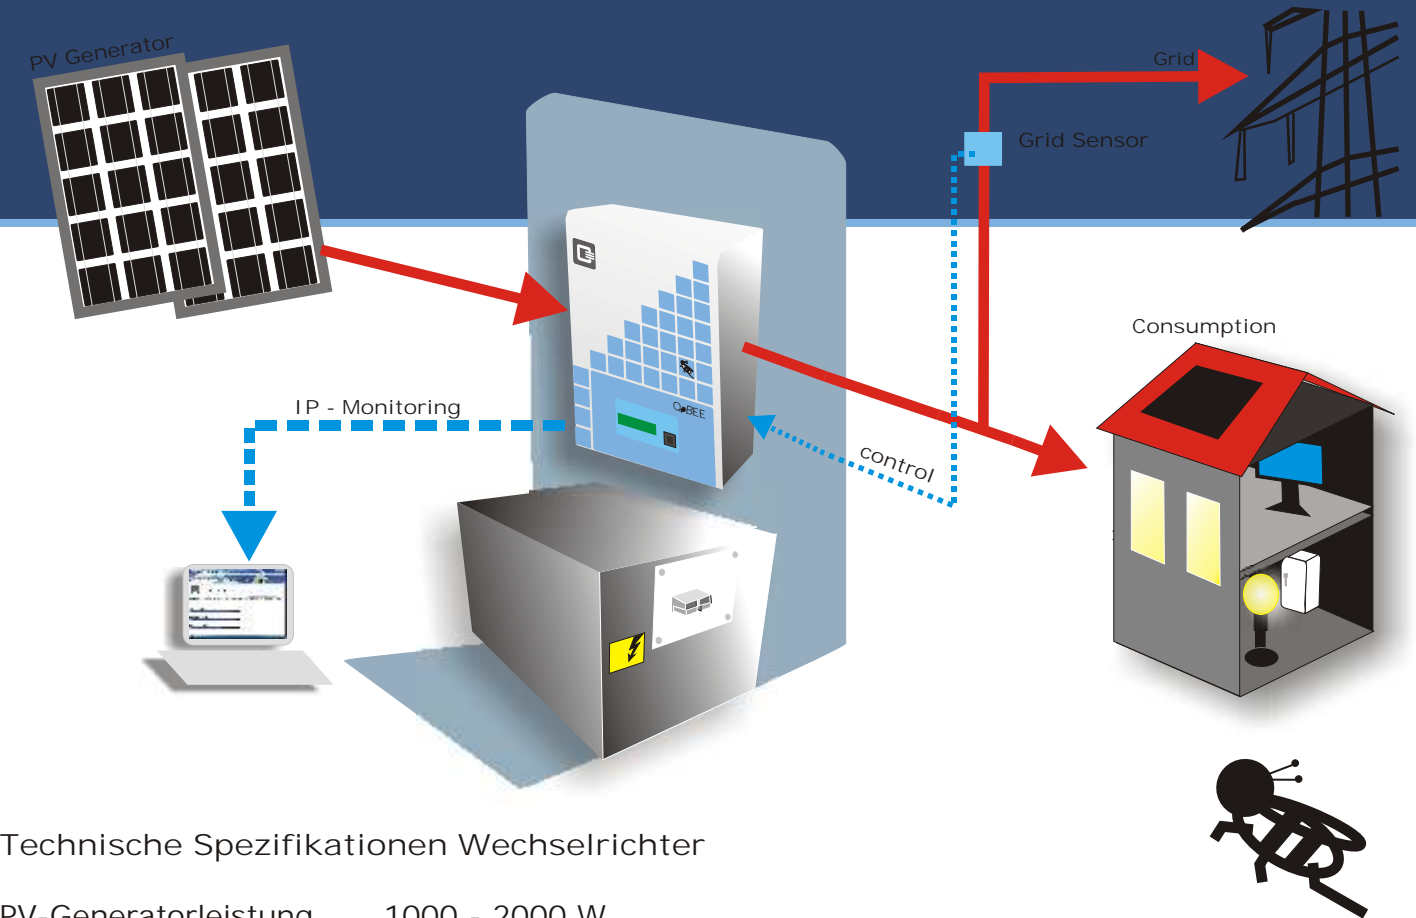 PV Generator
Grid
Grid Sensor
Consumption
IP - Monitoring
control
Technische Spezifikationen Wechselrichter
PV-Generatorleistung 1000 - 2000 W